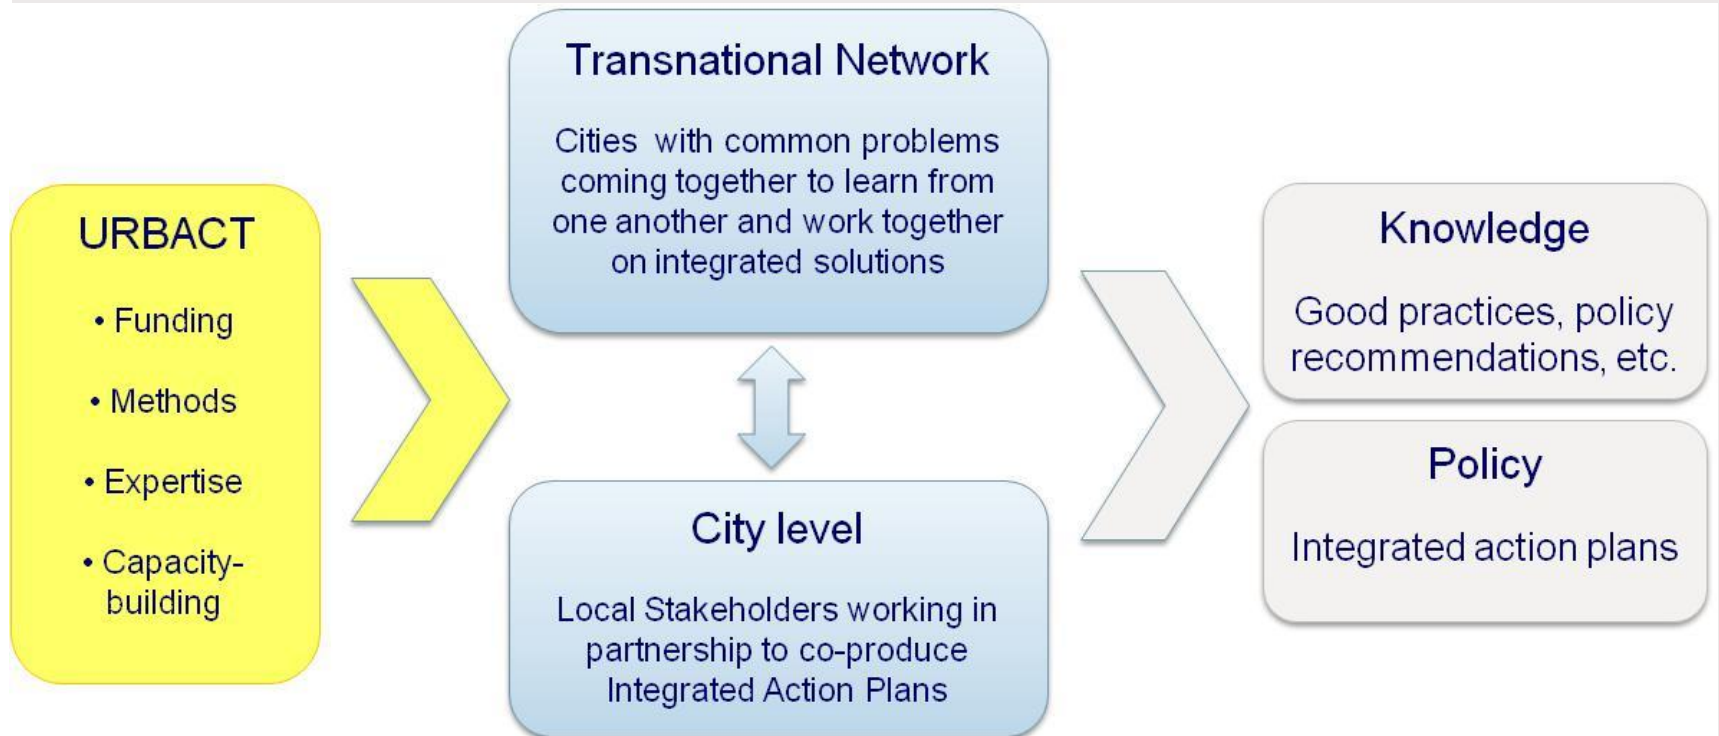 URBACT
• Funding
• Methods
• Expertise
• Capacity-
building
Transnational Network
Cities with common problems
coming together to learn from
one another and work together
on integrated solutions
City level
Local Stakeholders working in
partnership to co-produce
Integrated Action Plans
Knowledge
Good practices, policy
recommendations, etc.
Policy
Integrated action plans